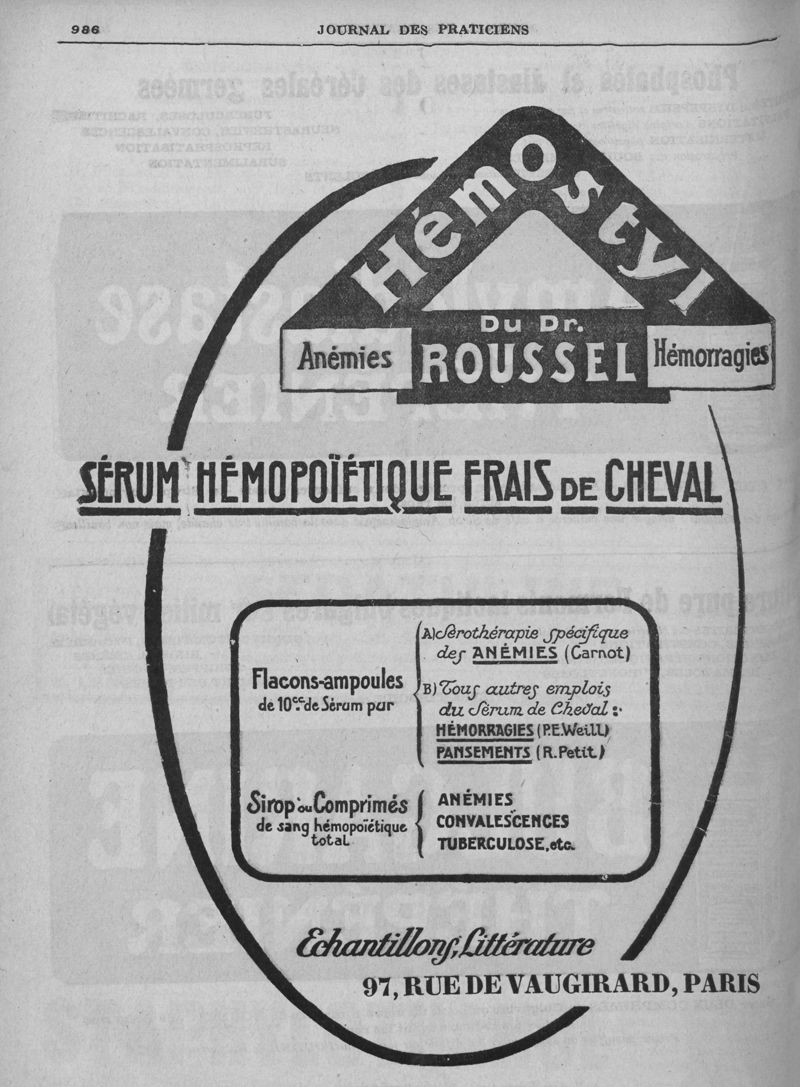 986
JOURNAL DES PRATICIENS
Hémostyl
Du Dr.
Anémies
ROUSSEL
Hémorragies
SÉRUM HÉMOPOÏÉTIQUE FRAIS DE CHEVAL
Flacons-ampoules
de 10cc. de Sérum par
A) Sérothérapie spécifique
des ANÉMIES (Carnot)
B) Tous autres emplois
du Sérum de Cheval :
HÉMORRAGIES (P.E. Weill)
PANSEMENTS (R. Petit)
Sirop ou Comprimés
de sang hémopoïétique
total
ANÉMIES
CONVALESCENCES
TUBERCULOSE, etc.
Echantillons, Littérature
97, RUE DE VAUGIRARD, PARIS